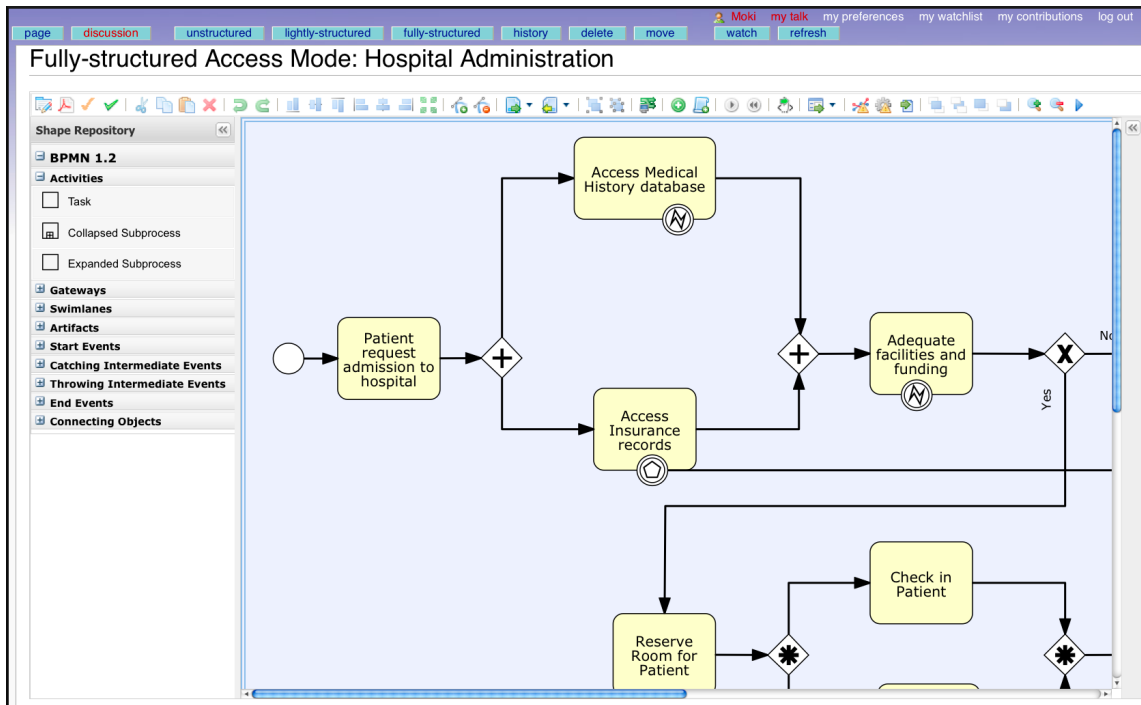 Moki my talk my preferences my watchlist my contributions log out
page discussion unstructured lightly-structured fully-structured history delete move watch refresh
Fully-structured Access Mode: Hospital Administration
Shape Repository
BPMN 1.2
Activities
Task
Collapsed Subprocess
Expanded Subprocess
Gateways
Swimlanes
Artifacts
Start Events
Catching Intermediate Events
Throwing Intermediate Events
End Events
Connecting Objects
Access Medical
History database
Patient
request
admission to
hospital
Access
Insurance
records
Adequate
facilities and
funding
No
Yes
Check in
Patient
Reserve
Room for
Patient